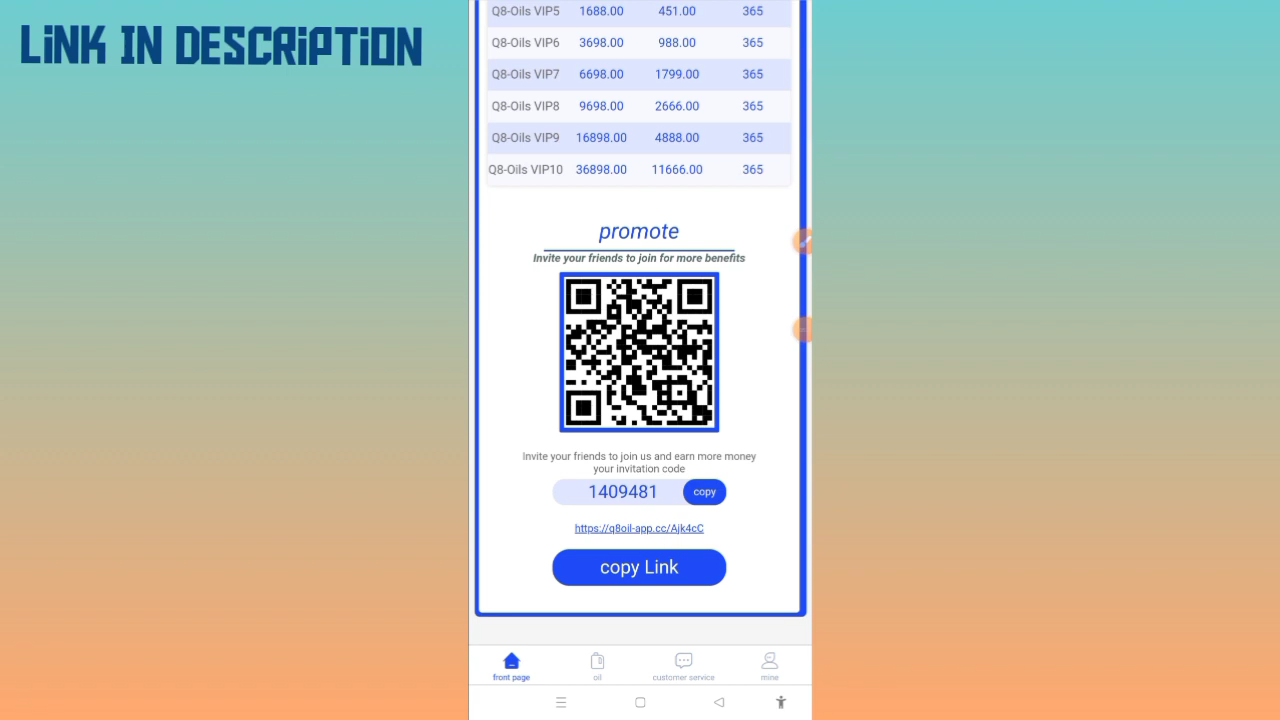 LiNK IN DESCRiPTiON
Q8-Oils VIP5 1688.00 451.00 365
Q8-Oils VIP6 3698.00 988.00 365
Q8-Oils VIP7 6698.00 1799.00 365
Q8-Oils VIP8 9698.00 2666.00 365
Q8-Oils VIP9 16898.00 4888.00 365
Q8-Oils VIP10 36898.00 11666.00 365
promote
Invite your friends to join for more benefits
Invite your friends to join us and earn more money
your invitation code
1409481 copy
https://q8oil-app.cc/Ajk4cC
copy Link
front page oil customer service mine